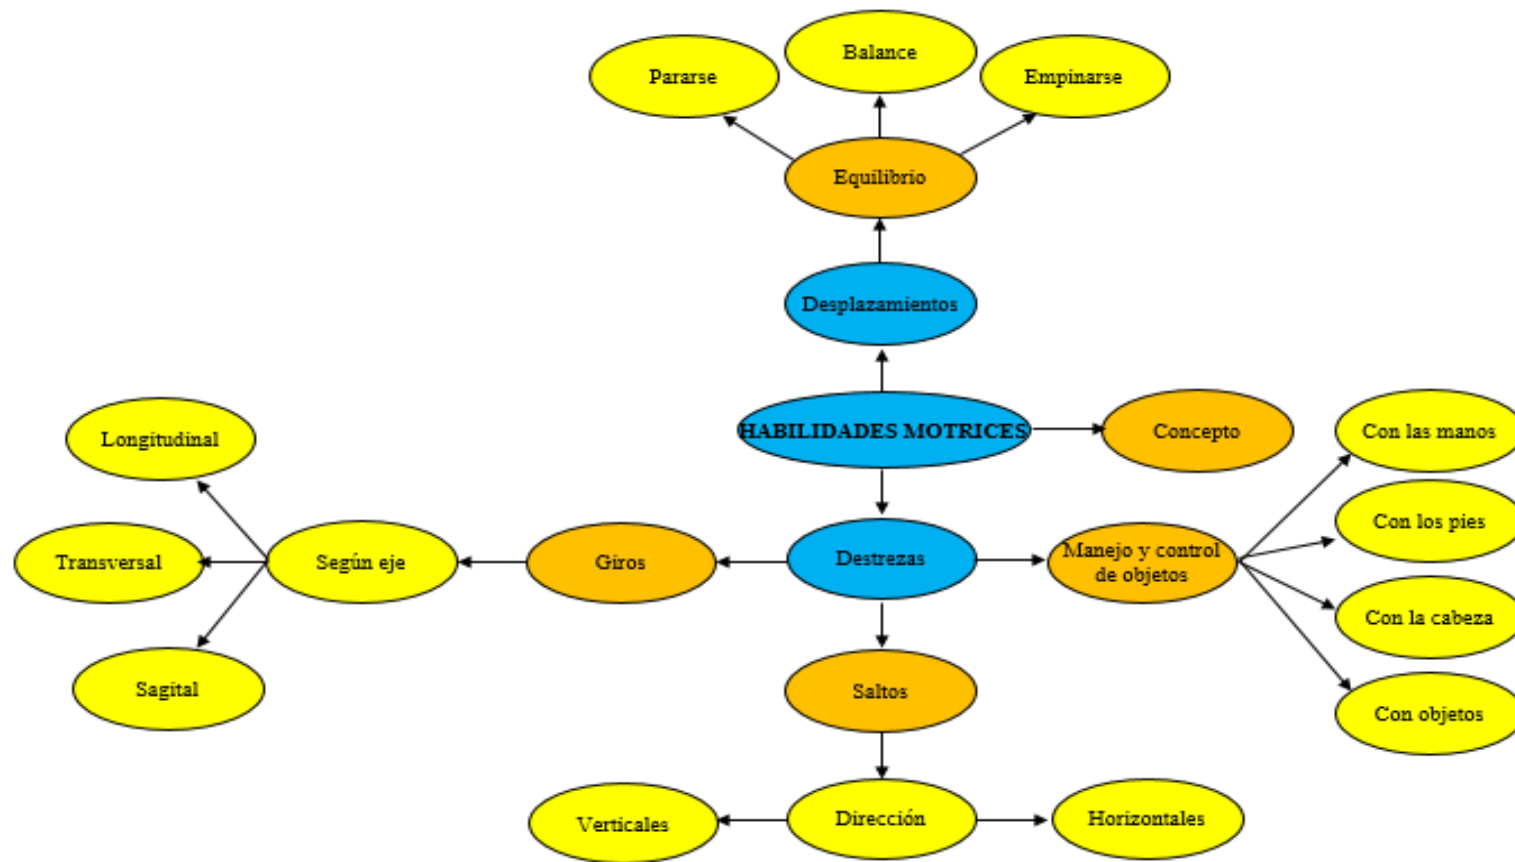 Balance
Pararse
Empinarse
Equilibrio
Desplazamientos
HABILIDADES MOTRICES
Concepto
Con las manos
Longitudinal
Con los pies
Transversal
Según eje
Giros
Destrezas
Manejo y control
de objetos
Con la cabeza
Sagital
Saltos
Con objetos
Verticales
Dirección
Horizontales